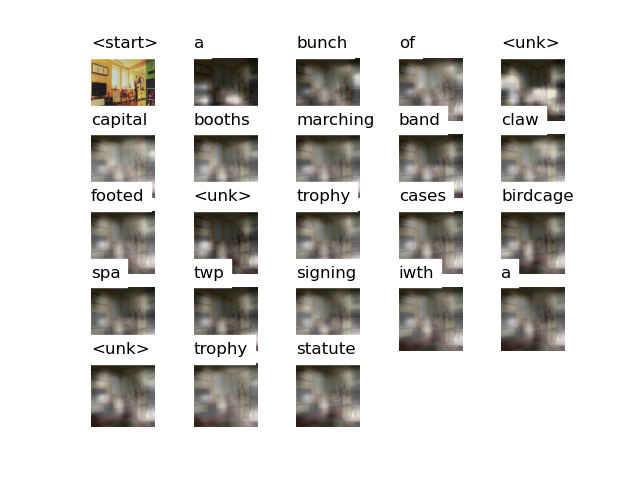 <start> a bunch of <unk>
capital booths marching band claw
footed <unk> trophy cases birdcage
spa twp signing iwth a
<unk> trophy statute